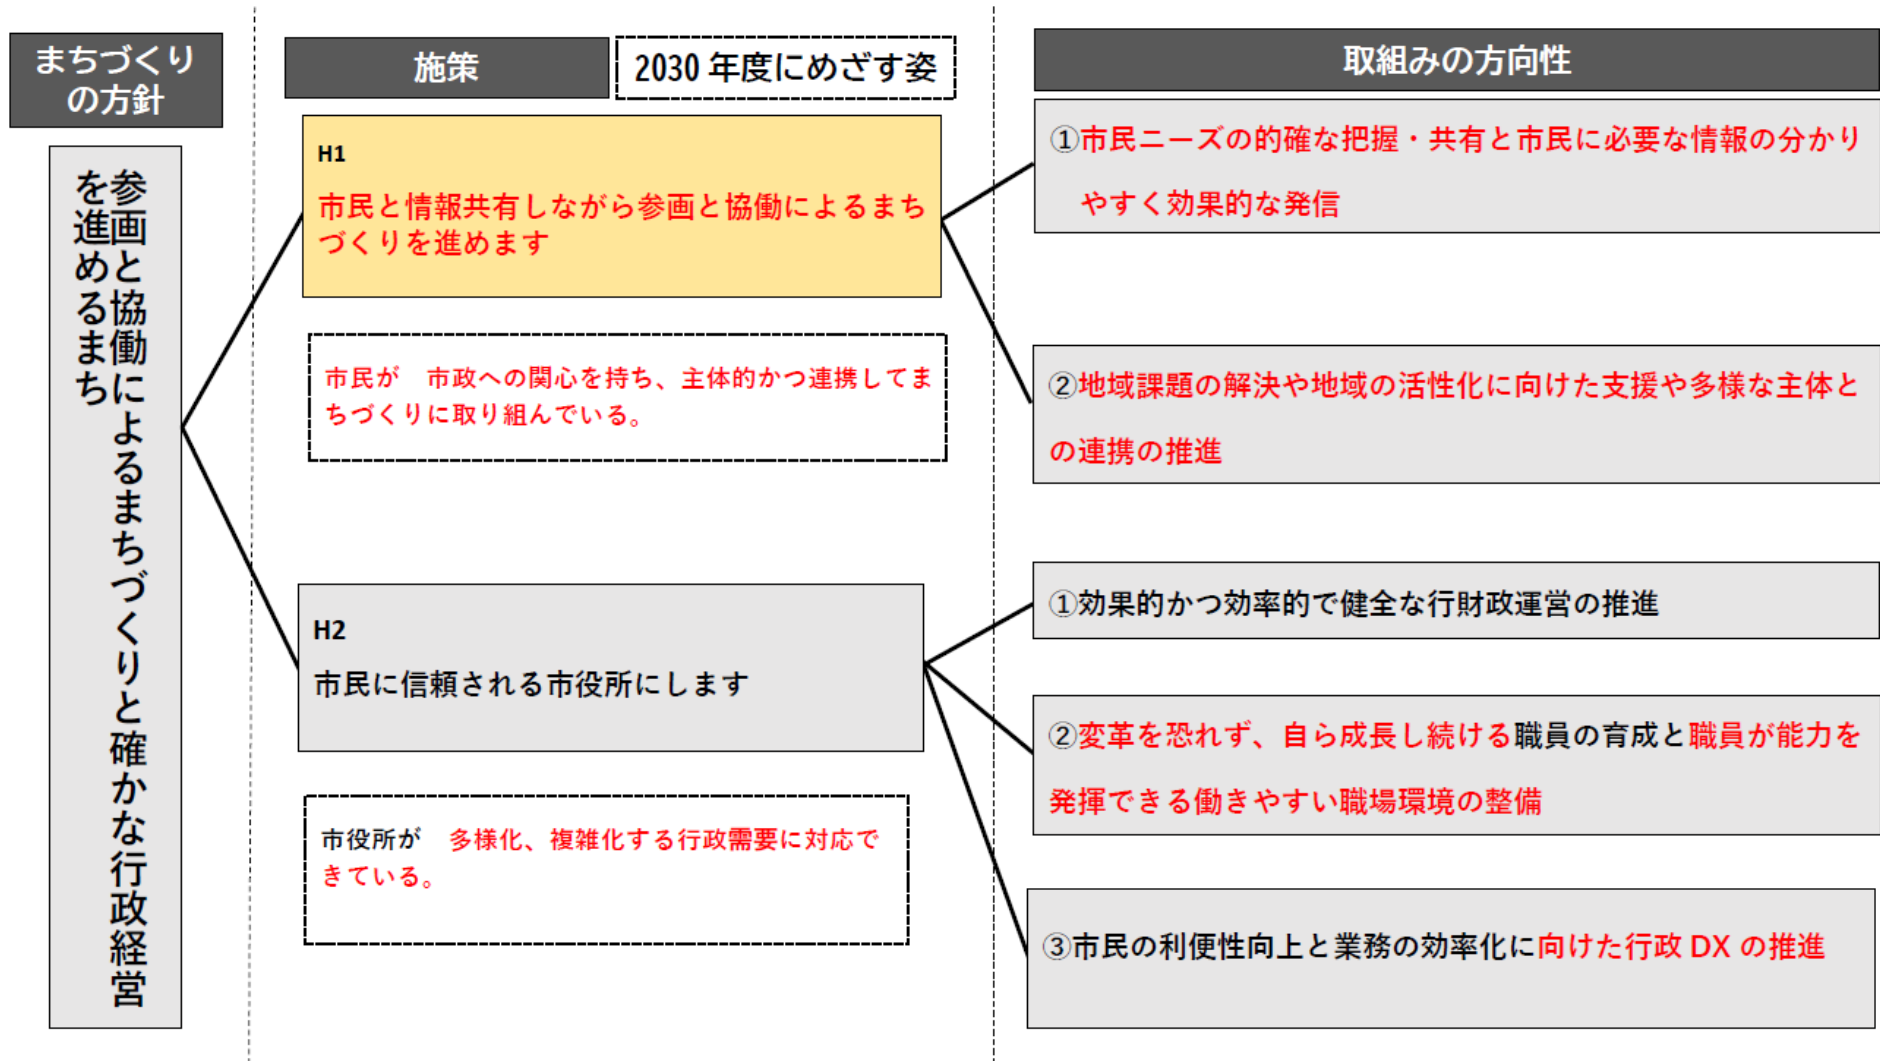 まちづくり
の方針
参画と協働によるまちづくりと確かな行政経営
を進めるまち
施策
2030 年度にめざす姿
H1
市民と情報共有しながら参画と協働によるまち
づくりを進めます
市民が　市政への関心を持ち、主体的かつ連携してま
ちづくりに取り組んでいる。
H2
市民に信頼される市役所にします
市役所が　多様化、複雑化する行政需要に対応で
きている。
取組みの方向性
①市民ニーズの的確な把握・共有と市民に必要な情報の分かり
やすく効果的な発信
②地域課題の解決や地域の活性化に向けた支援や多様な主体と
の連携の推進
①効果的かつ効率的で健全な行財政運営の推進
②変革を恐れず、自ら成長し続ける職員の育成と職員が能力を
発揮できる働きやすい職場環境の整備
③市民の利便性向上と業務の効率化に向けた行政 DX の推進